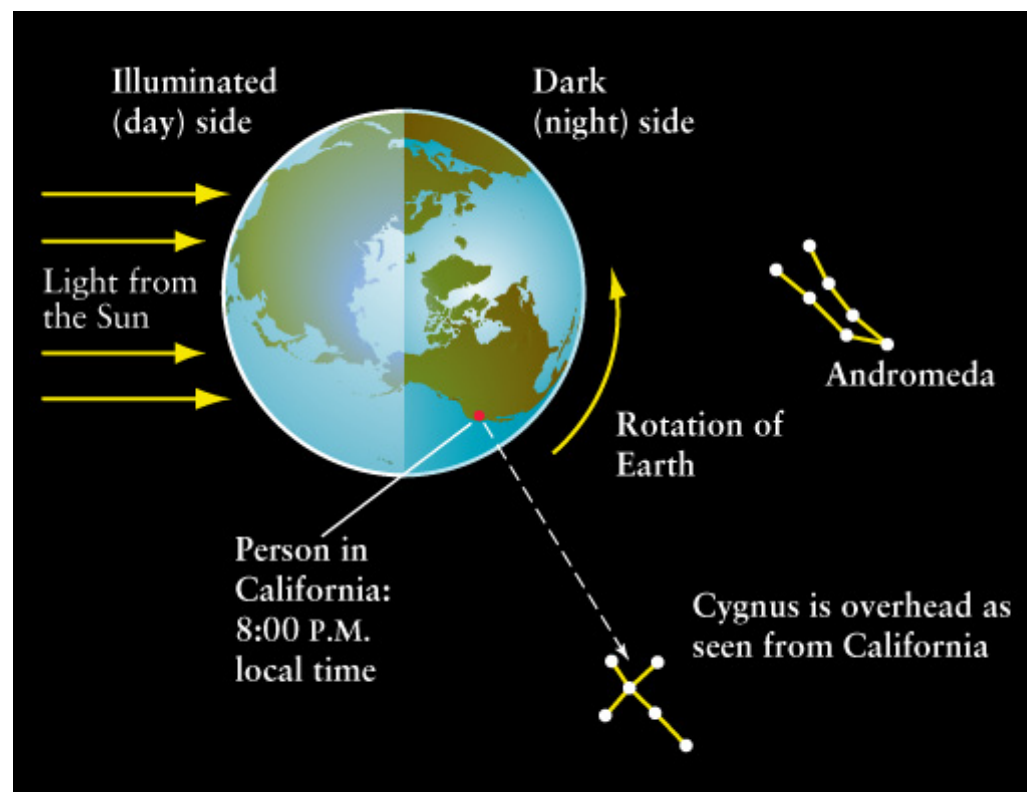 Illuminated
(day) side
Dark
(night) side
Light from
the Sun
Andromeda
Rotation of
Earth
Person in
California:
8:00 P.M.
local time
Cygnus is overhead as
seen from California